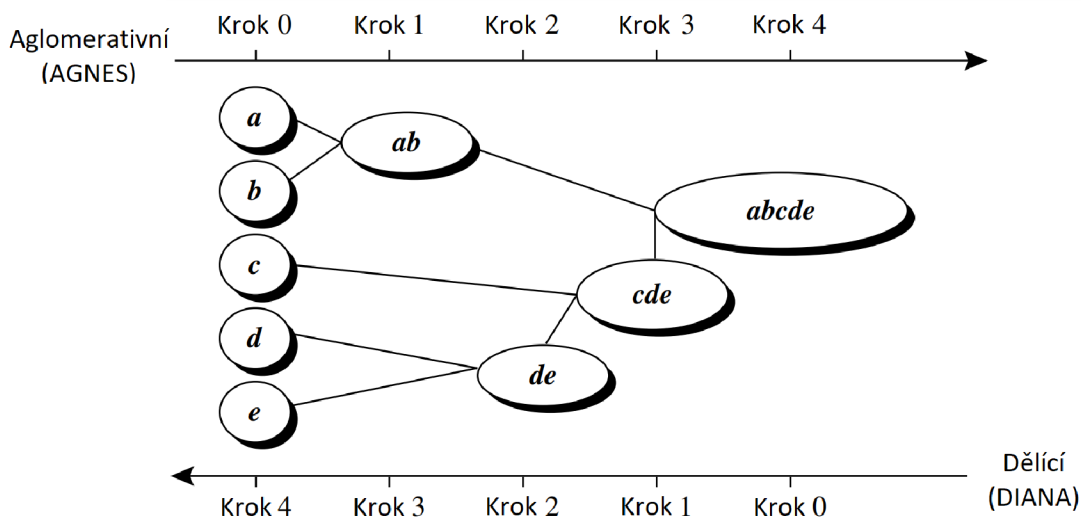 Krok 0 Krok 1 Krok 2 Krok 3 Krok 4
Aglomerativní
(AGNES)
a
ab
b
abcde
c
cde
d
de
e
Dělící
(DIANA)
Krok 4 Krok 3 Krok 2 Krok 1 Krok 0